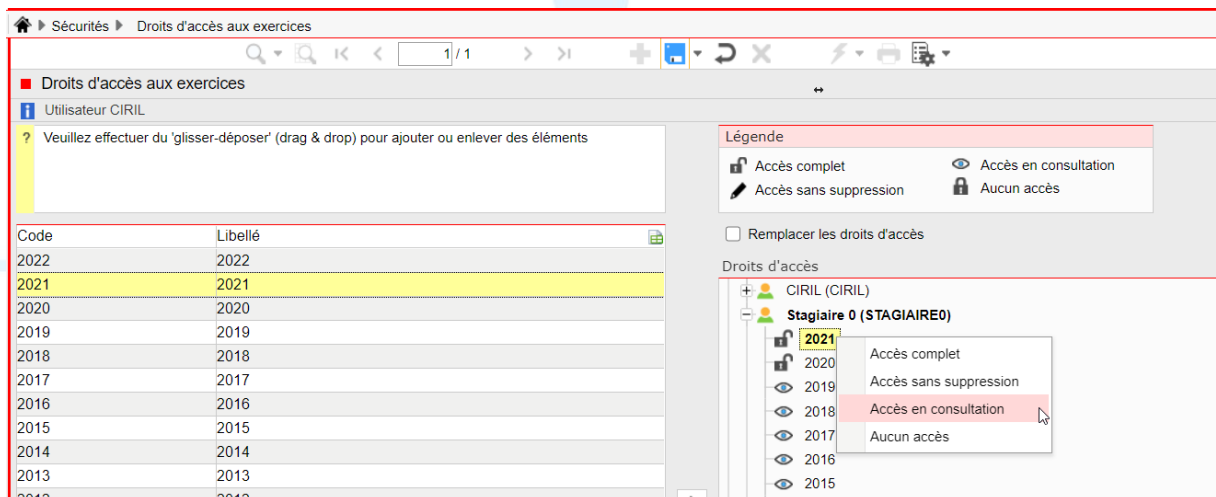 Sécurités Droits d'accès aux exercices
1 / 1
Droits d'accès aux exercices
Utilisateur CIRIL
? Veuillez effectuer du 'glisser-déposer' (drag & drop) pour ajouter ou enlever des éléments
Légende
Accès complet Accès en consultation
Accès sans suppression Aucun accès
Remplacer les droits d'accès
Code Libellé
2022 2022
2021 2021
2020 2020
2019 2019
2018 2018
2017 2017
2016 2016
2015 2015
2014 2014
2013 2013
2012 2012
Droits d'accès
CIRIL (CIRIL)
Stagiaire 0 (STAGIAIRE0)
2021
2020
2019
2018
2017
2016
2015
Accès complet
Accès sans suppression
Accès en consultation
Aucun accès